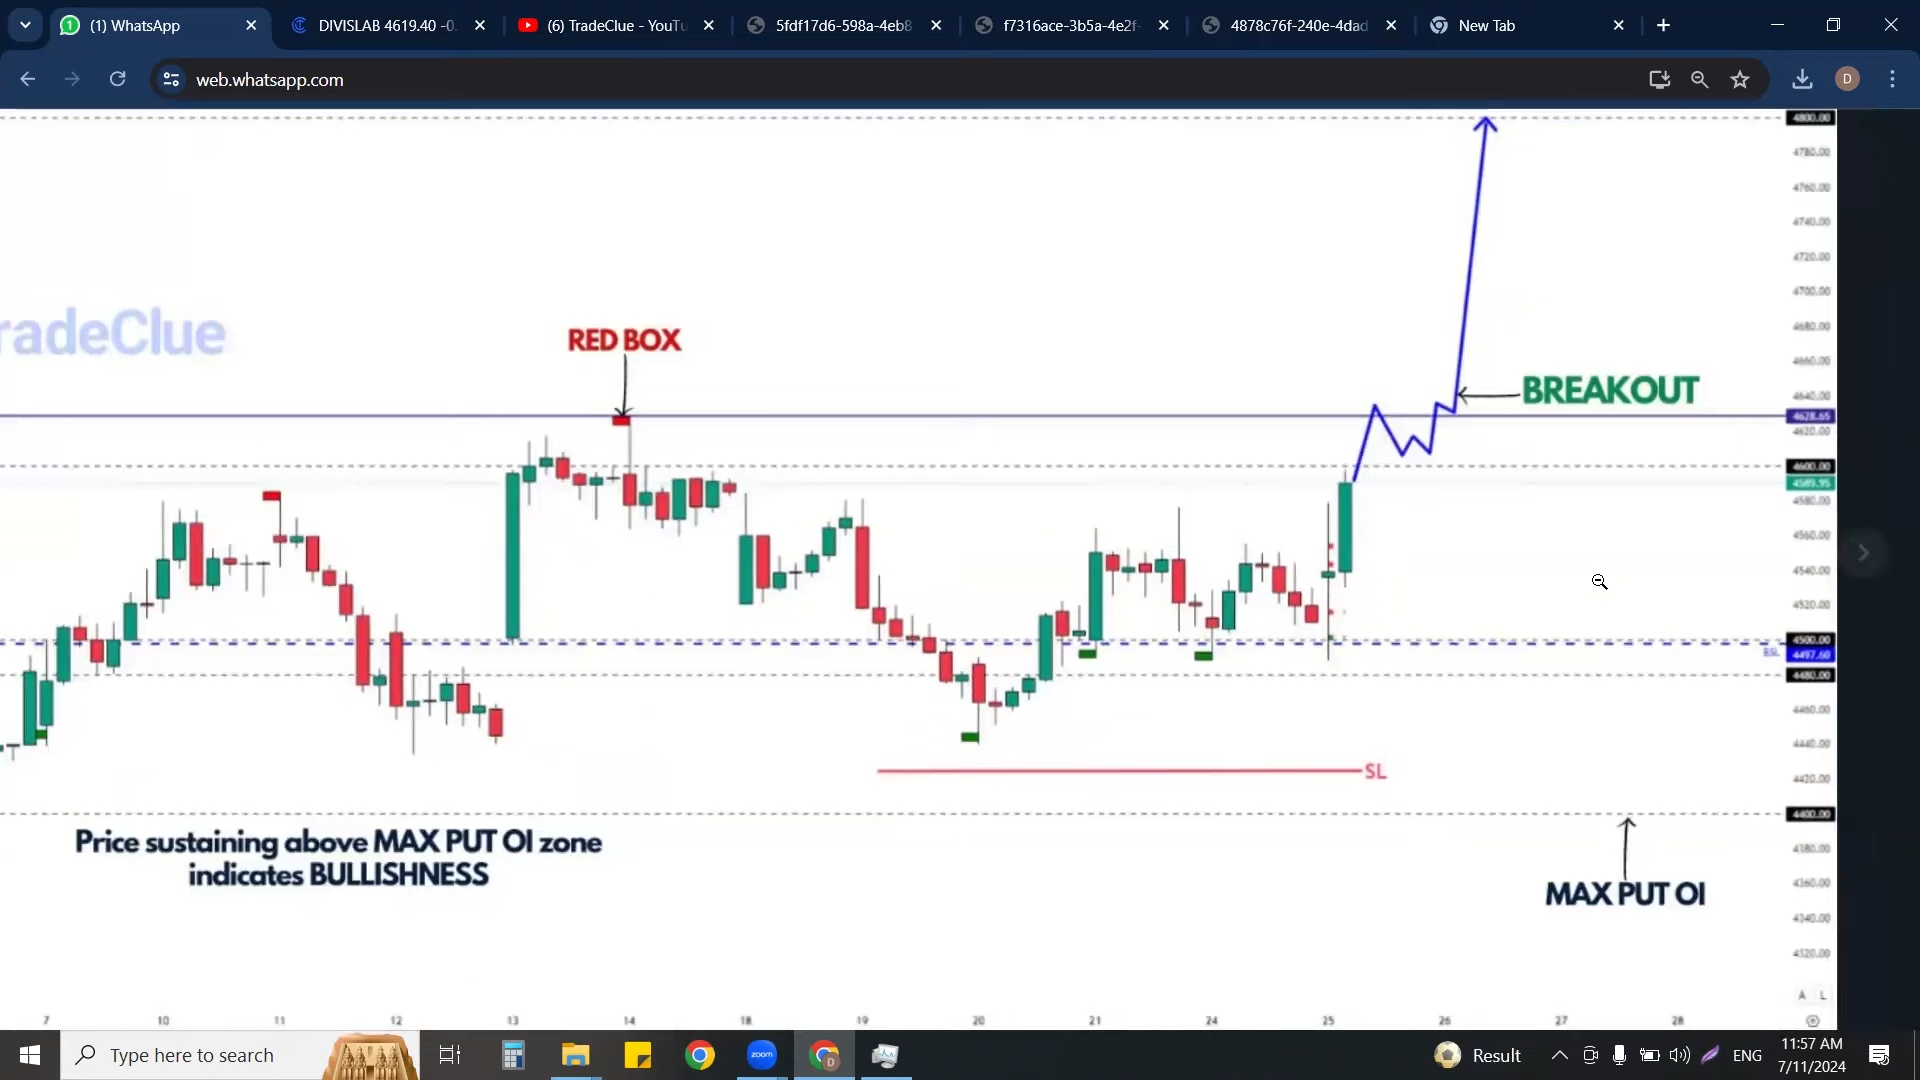 (1) WhatsApp
DIVISLAB 4619.40 -0.
(6) TradeClue - YouTu
5fdf17d6-598a-4eb8
f7316ace-3b5a-4e2f-
4878c76f-240e-4dad
New Tab
web.whatsapp.com
D
4800.00
4780.00
4760.00
4740.00
4720.00
4700.00
4680.00
4660.00
4640.00
4628.65
4620.00
4600.00
4589.95
4580.00
4560.00
4540.00
4520.00
4500.00
BSL 4497.60
4480.00
4460.00
4440.00
4420.00
4400.00
4380.00
4360.00
4340.00
4320.00
radeClue
RED BOX
BREAKOUT
SL
Price sustaining above MAX PUT OI zone
indicates BULLISHNESS
MAX PUT OI
A L
7 10 11 12 13 14 18 19 20 21 24 25 26 27 28
Type here to search
zoom
D
Result
ENG
11:57 AM
7/11/2024